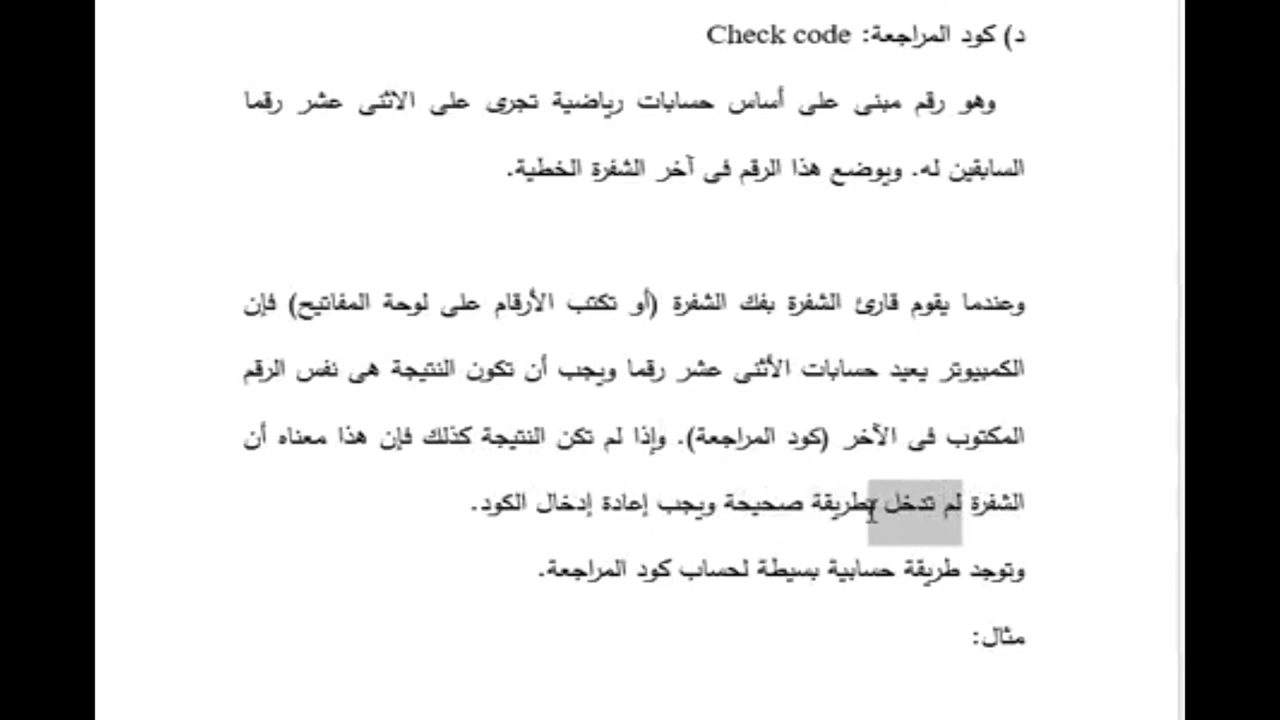 د) كود المراجعة: Check code
وهو رقم مبنى على أساس حسابات رياضية تجرى على الاثنى عشر رقما
السابقين له. ويوضع هذا الرقم فى آخر الشفرة الخطية.
وعندما يقوم قارئ الشفرة بفك الشفرة (أو تكتب الأرقام على لوحة المفاتيح) فإن
الكمبيوتر يعيد حسابات الأثنى عشر رقما ويجب أن تكون النتيجة هى نفس الرقم
المكتوب فى الآخر (كود المراجعة). وإذا لم تكن النتيجة كذلك فإن هذا معناه أن
الشفرة لم تدخل بطريقة صحيحة ويجب إعادة إدخال الكود.
وتوجد طريقة حسابية بسيطة لحساب كود المراجعة.
مثال: